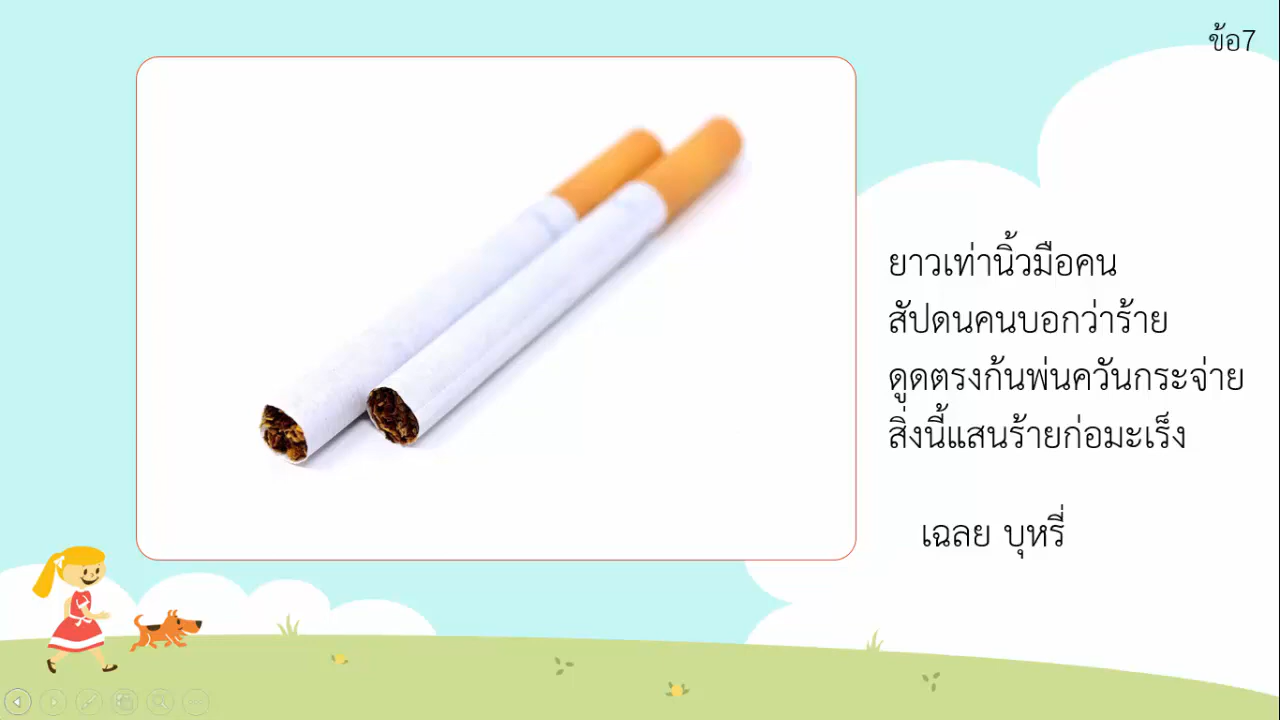 ข้อ7
ยาวเท่านิ้วมือคน
สัปดนคนบอกว่าร้าย
ดูดตรงก้นพ่นควันกระจ่าย
สิ่งนี้แสนร้ายก่อมะเร็ง
เฉลย บุหรี่